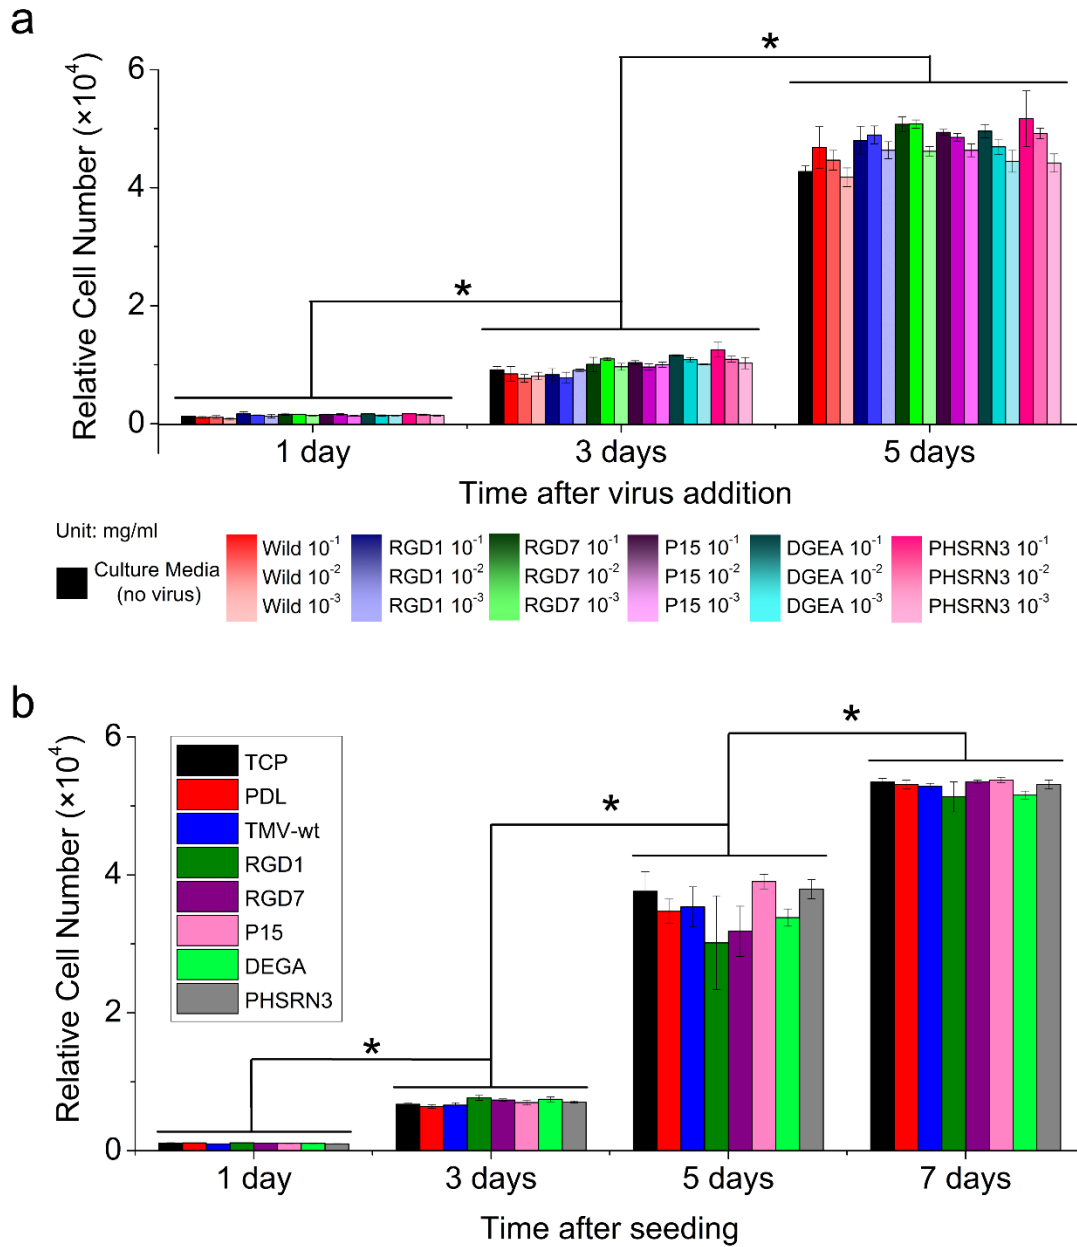 a
*
*
Relative Cell Number (×10⁴)
6
4
2
0
1 day 3 days 5 days
Time after virus addition
Unit: mg/ml
Culture Media
(no virus)
Wild 10⁻¹ RGD1 10⁻¹ RGD7 10⁻¹ P15 10⁻¹ DGEA 10⁻¹ PHSRN3 10⁻¹
Wild 10⁻² RGD1 10⁻² RGD7 10⁻² P15 10⁻² DGEA 10⁻² PHSRN3 10⁻²
Wild 10⁻³ RGD1 10⁻³ RGD7 10⁻³ P15 10⁻³ DGEA 10⁻³ PHSRN3 10⁻³
b
*
*
*
Relative Cell Number (×10⁴)
6
4
2
0
TCP
PDL
TMV-wt
RGD1
RGD7
P15
DEGA
PHSRN3
1 day 3 days 5 days 7 days
Time after seeding